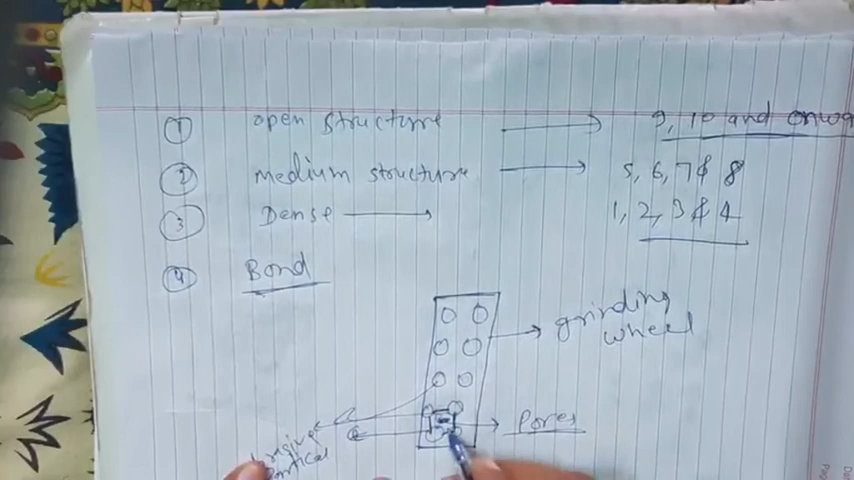 ① open structure → 9, 10 and onwa
② medium structure → 5, 6, 7 & 8
③ Dense → 1, 2, 3 & 4
④ Bond
grinding
wheel
Pores